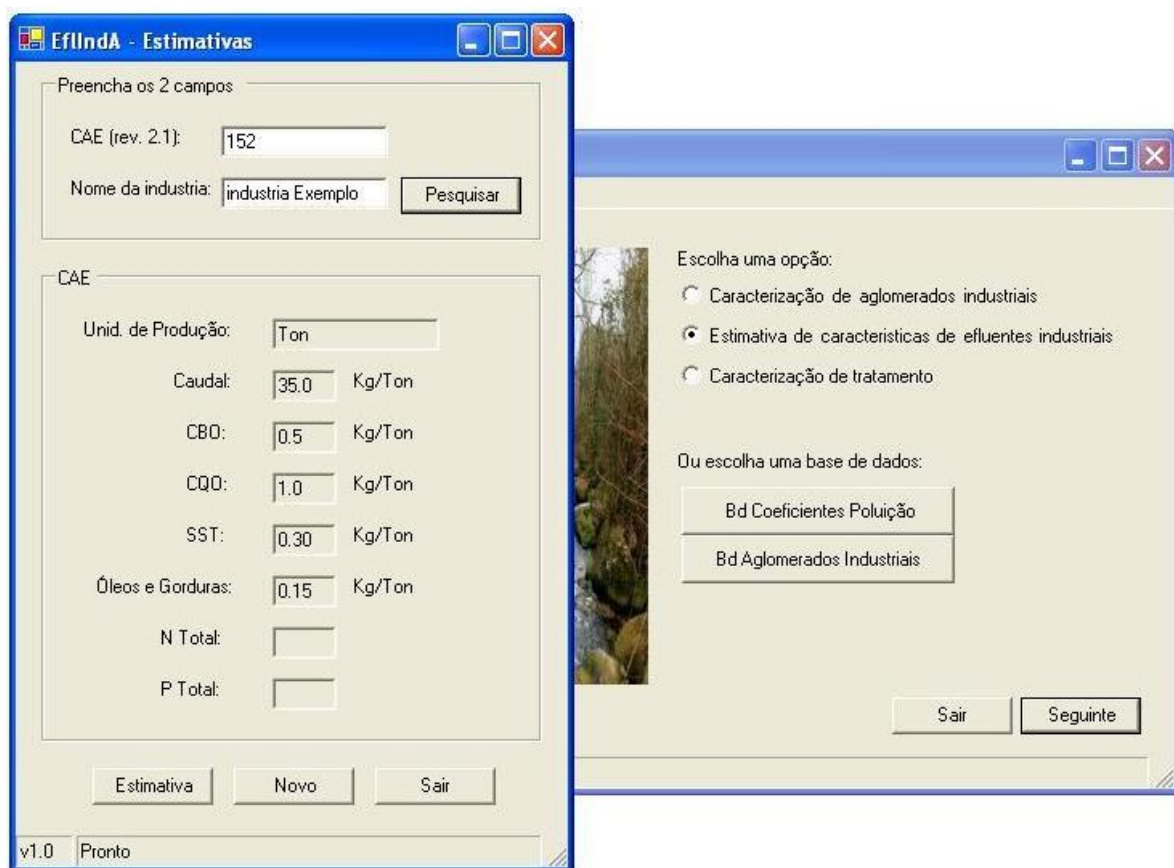 EfIIndA - Estimativas
Preencha os 2 campos
CAE (rev. 2.1):
152
Nome da industria:
industria Exemplo
Pesquisar
CAE
Unid. de Produção:
Ton
Caudal:
35.0
Kg/Ton
CBO:
0.5
Kg/Ton
CQO:
1.0
Kg/Ton
SST:
0.30
Kg/Ton
Óleos e Gorduras:
0.15
Kg/Ton
N Total:
P Total:
Estimativa
Novo
Sair
v1.0
Pronto
Escolha uma opção:
Caracterização de aglomerados industriais
Estimativa de caracteristicas de efluentes industriais
Caracterização de tratamento
Ou escolha uma base de dados:
Bd Coeficientes Poluição
Bd Aglomerados Industriais
Sair
Seguinte